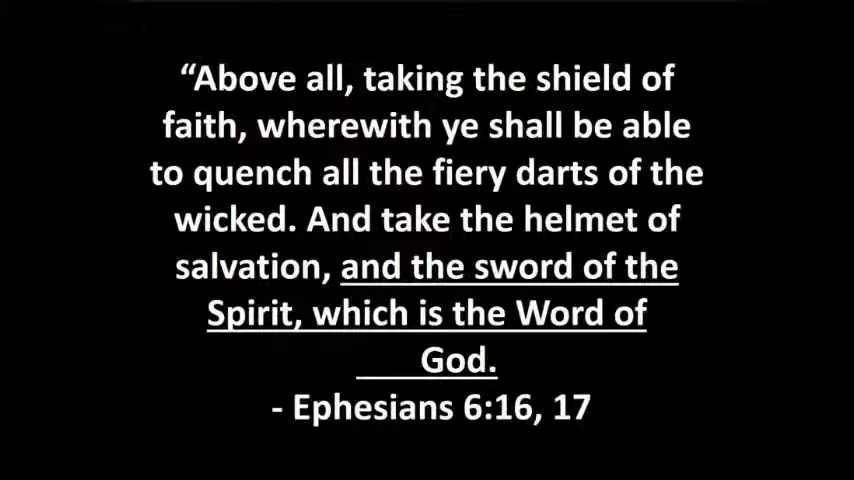 “Above all, taking the shield of
faith, wherewith ye shall be able
to quench all the fiery darts of the
wicked. And take the helmet of
salvation, and the sword of the
Spirit, which is the Word of
God.
- Ephesians 6:16, 17